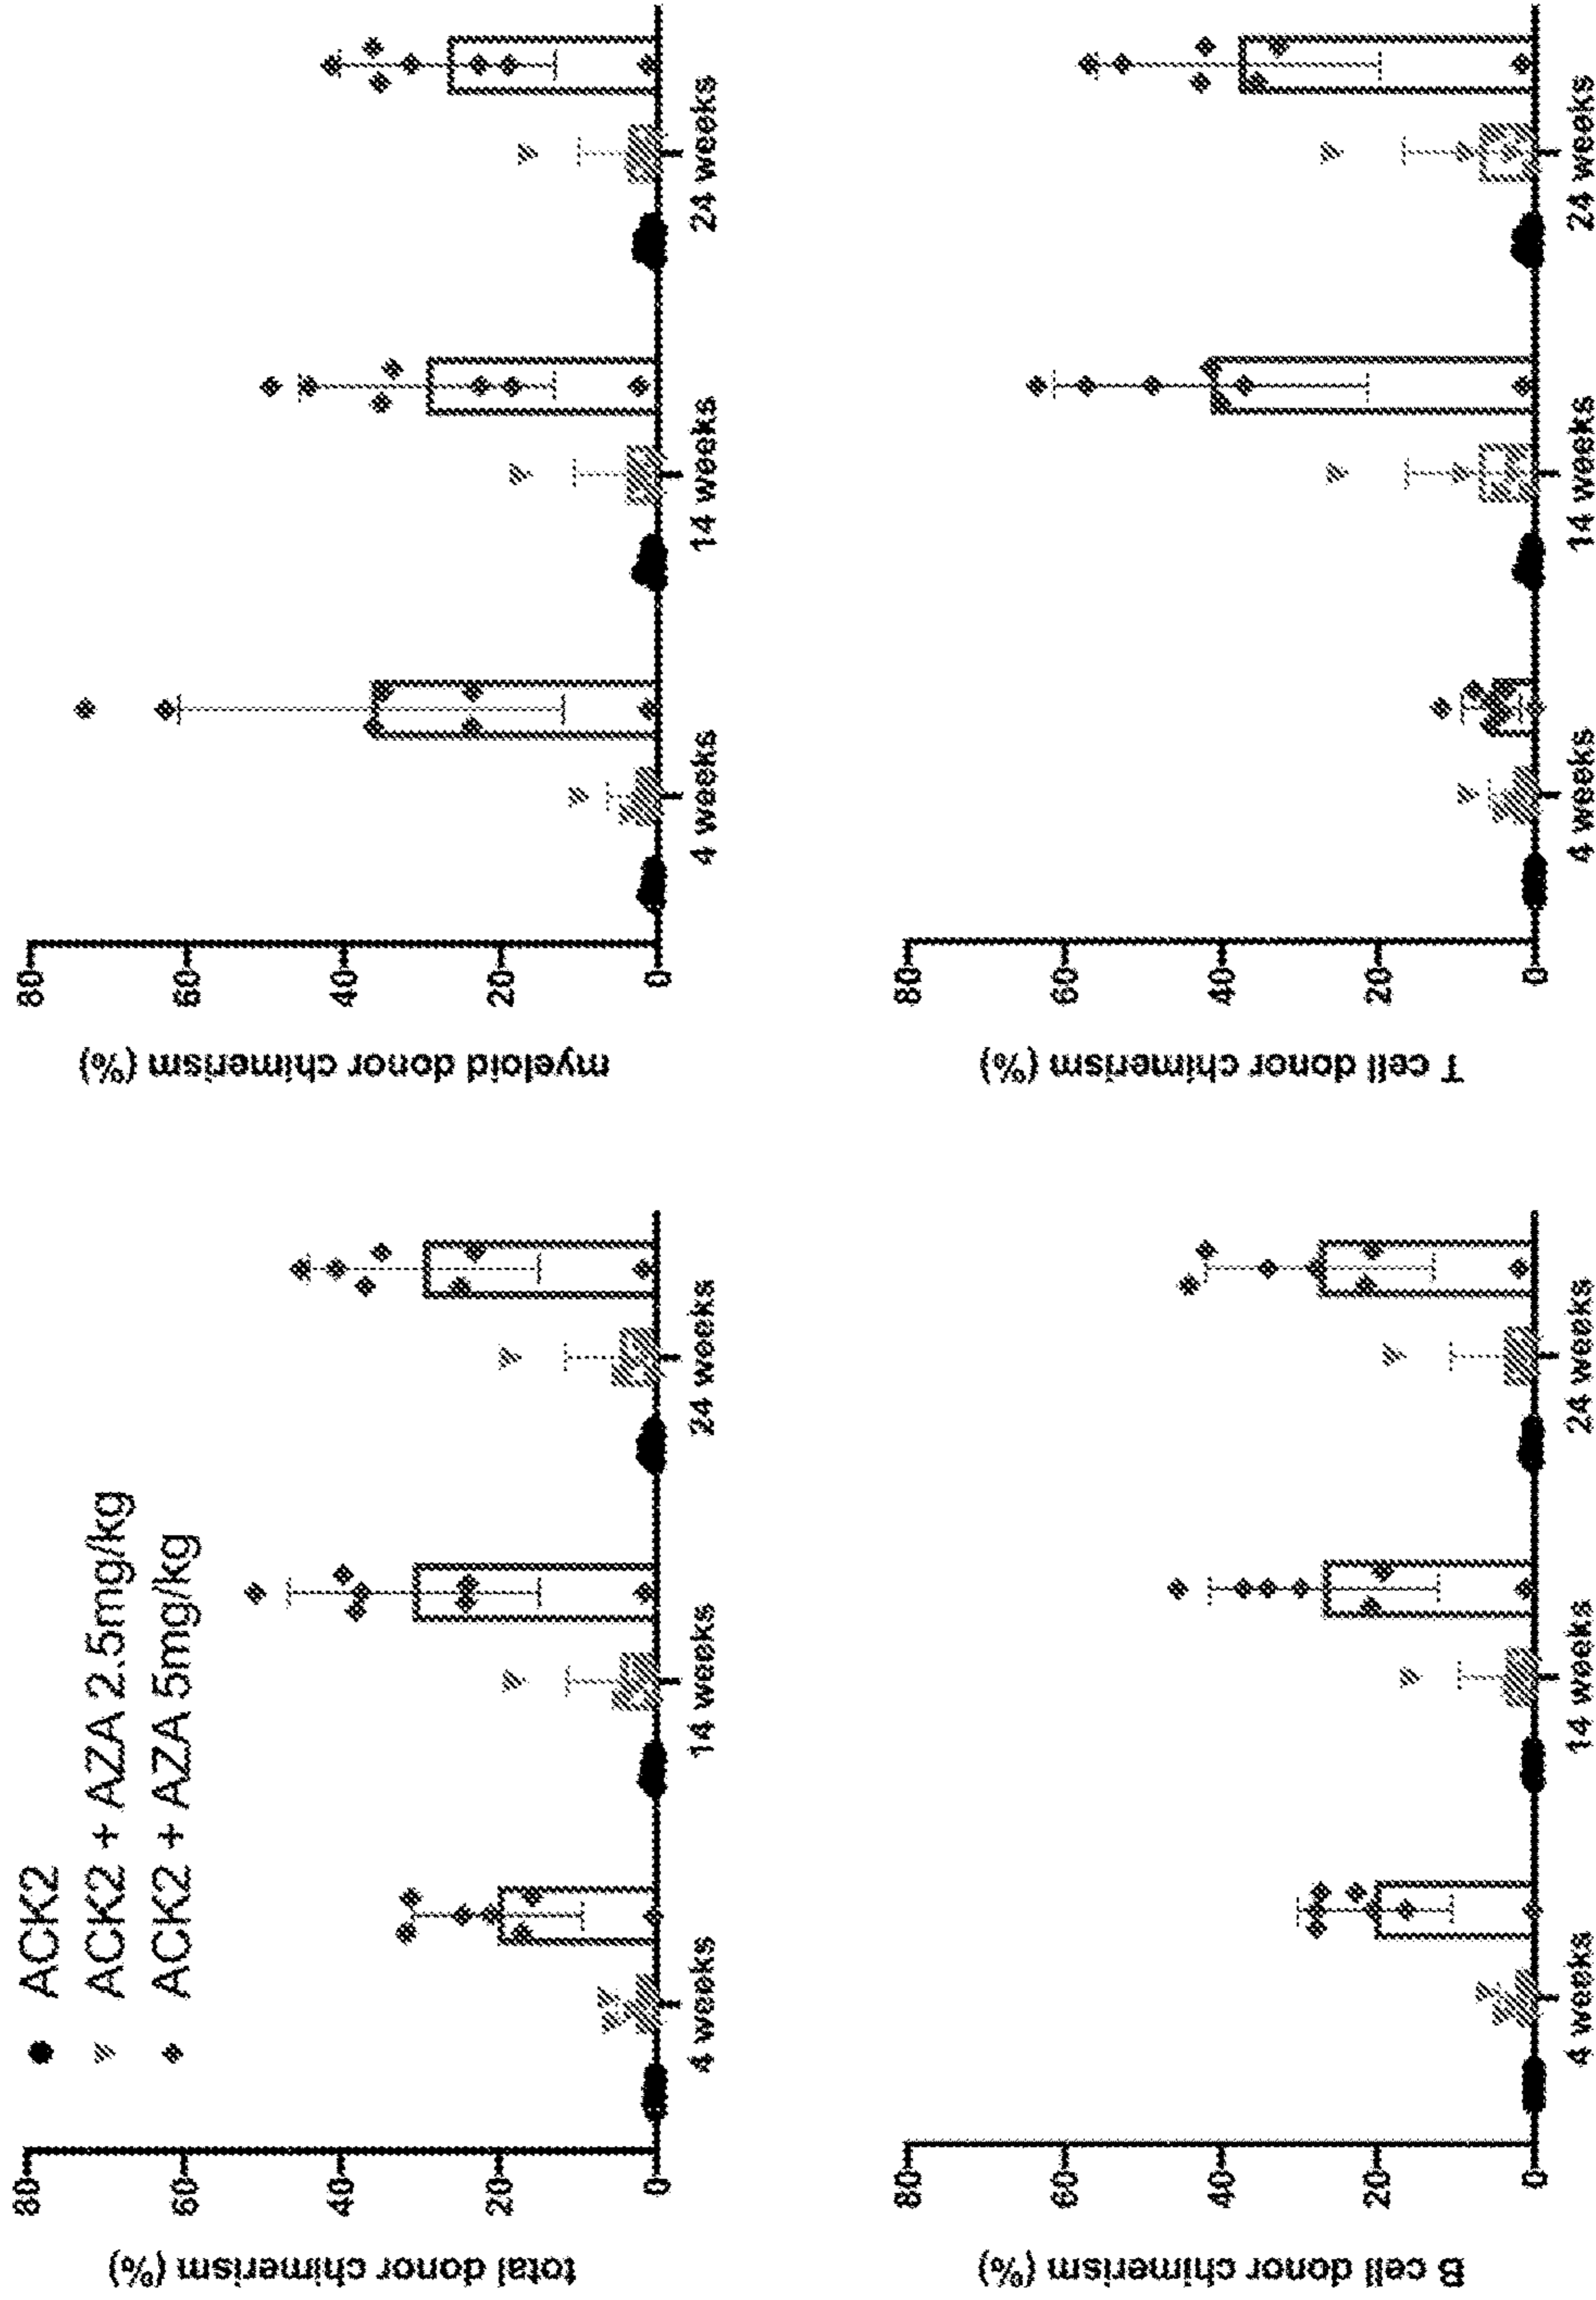 ACK2
ACK2 + AZA 2.5mg/kg
ACK2 + AZA 5mg/kg
total donor chimerism (%)
80
60
40
20
0
4 weeks
14 weeks
24 weeks
myeloid donor chimerism (%)
80
60
40
20
0
4 weeks
14 weeks
24 weeks
B cell donor chimerism (%)
80
60
40
20
0
4 weeks
14 weeks
24 weeks
T cell donor chimerism (%)
80
60
40
20
0
4 weeks
14 weeks
24 weeks